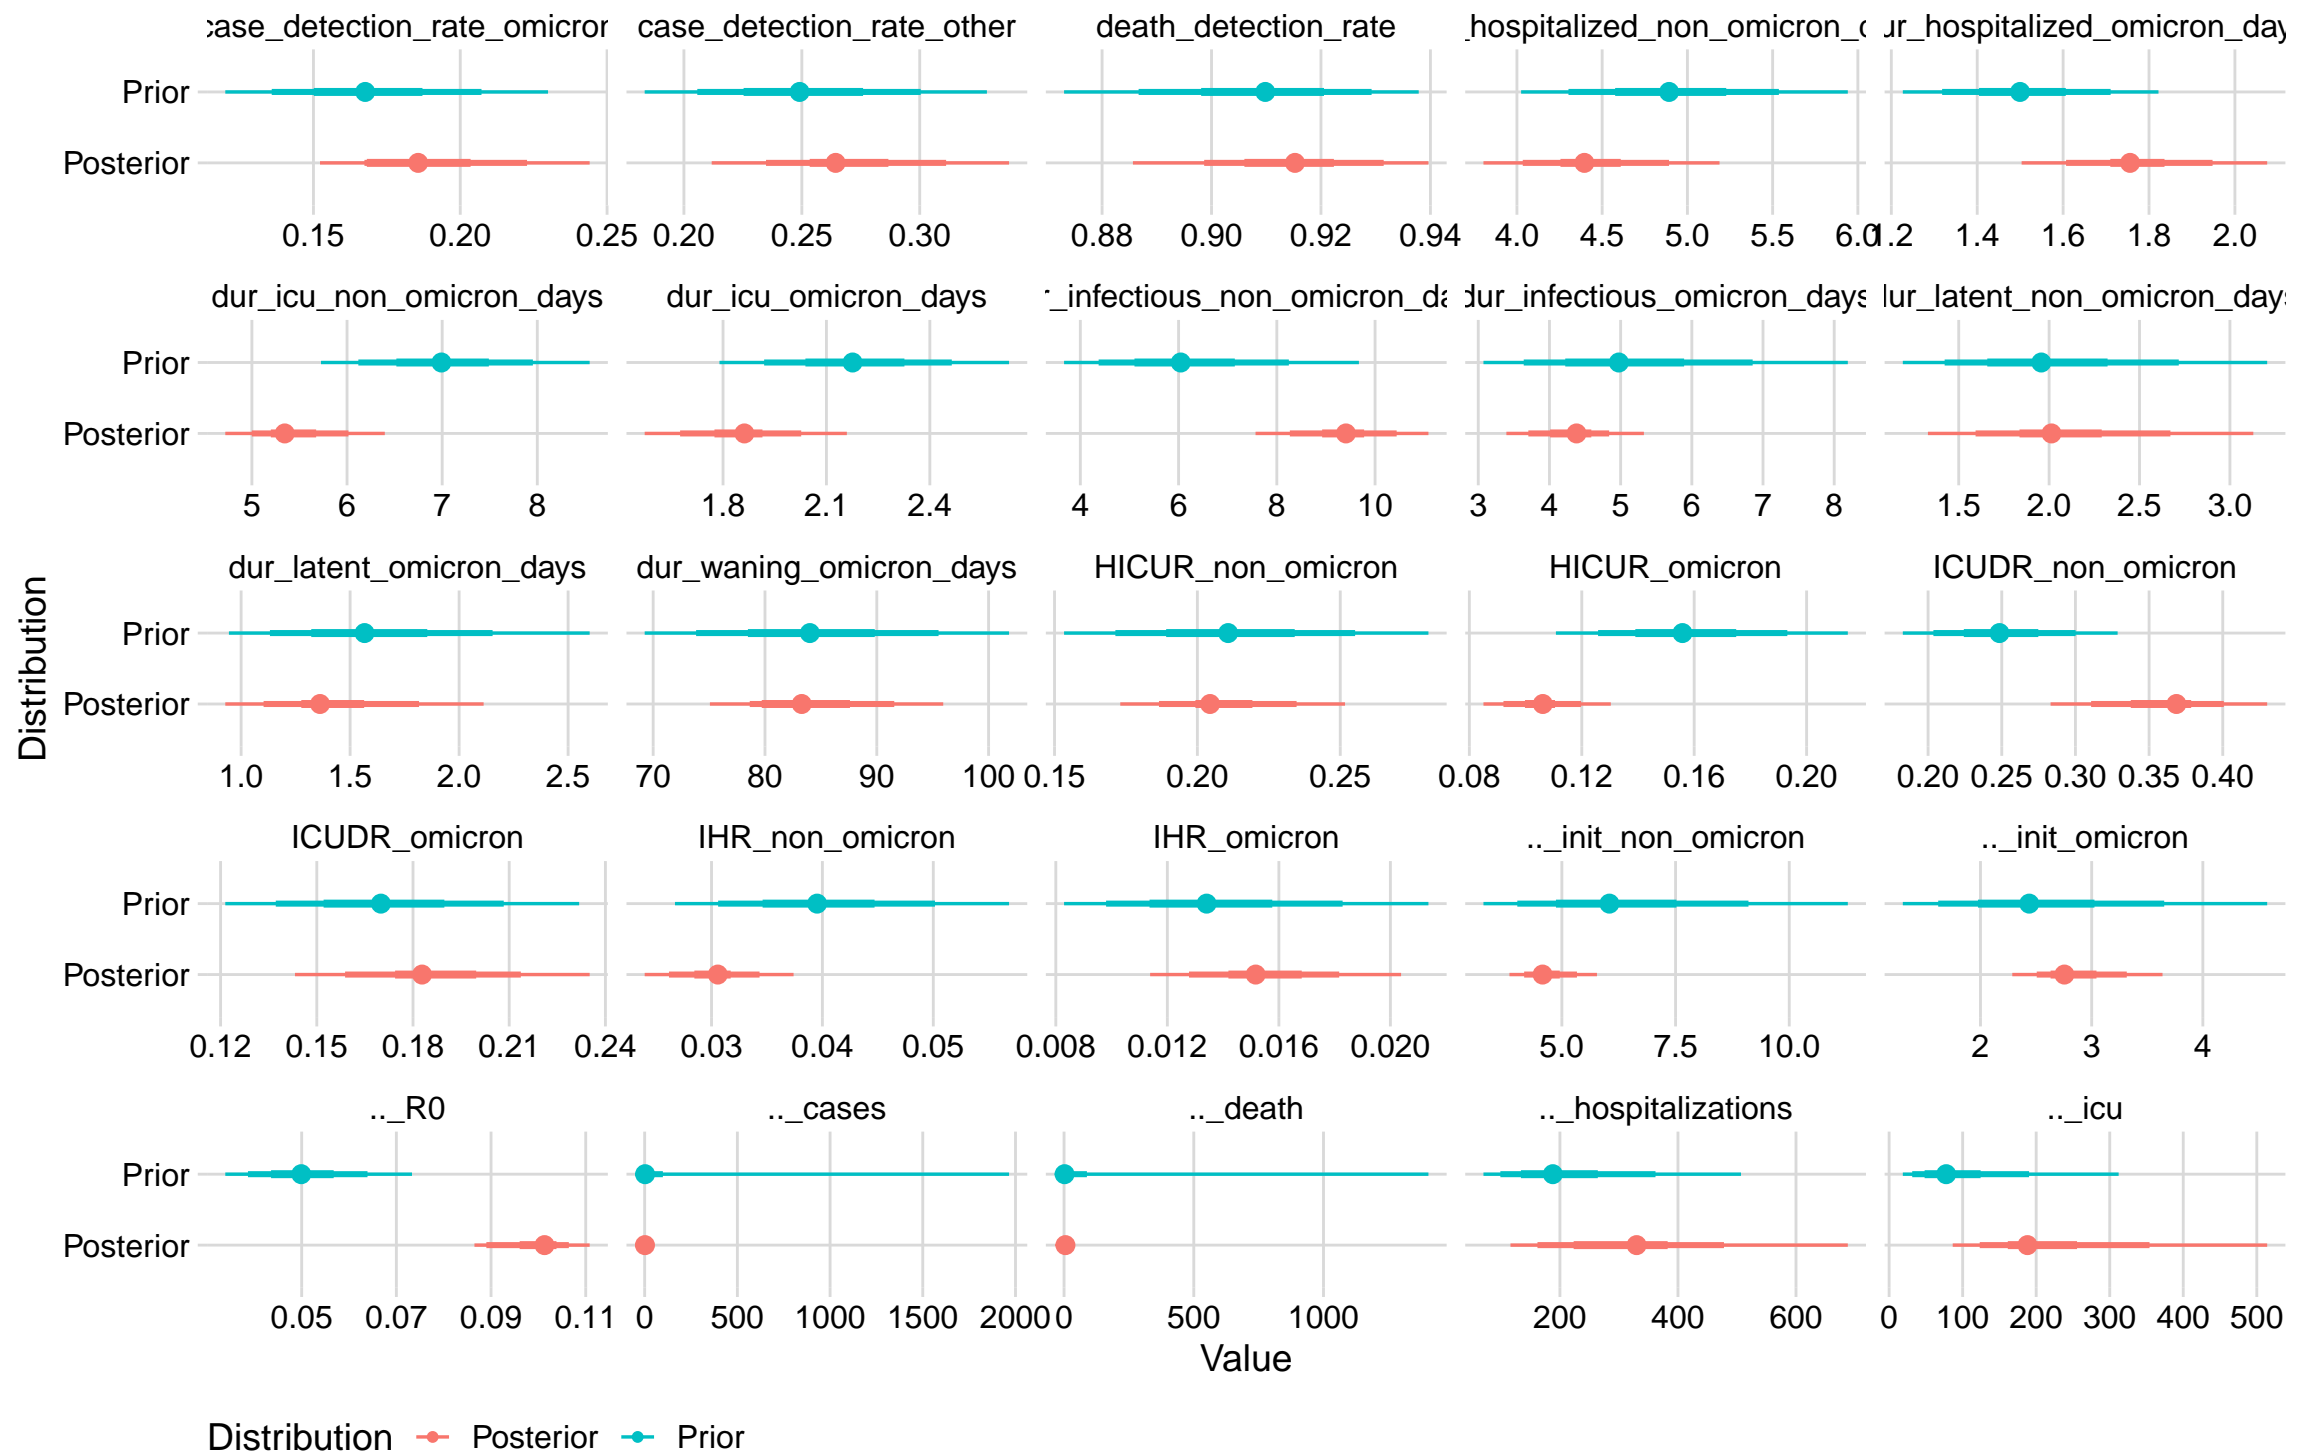 case_detection_rate_omicron case_detection_rate_other death_detection_rate _hospitalized_non_omicron_d ur_hospitalized_omicron_day
Prior
Posterior
0.15 0.20 0.25 0.20 0.25 0.30 0.88 0.90 0.92 0.94 4.0 4.5 5.0 5.5 6.0 1.2 1.4 1.6 1.8 2.0
dur_icu_non_omicron_days dur_icu_omicron_days r_infectious_non_omicron_da dur_infectious_omicron_days dur_latent_non_omicron_days
Prior
Posterior
5 6 7 8 1.8 2.1 2.4 4 6 8 10 3 4 5 6 7 8 1.5 2.0 2.5 3.0
dur_latent_omicron_days dur_waning_omicron_days HICUR_non_omicron HICUR_omicron ICUDR_non_omicron
Prior
Posterior
1.0 1.5 2.0 2.5 70 80 90 100 0.15 0.20 0.25 0.08 0.12 0.16 0.20 0.20 0.25 0.30 0.35 0.40
ICUDR_omicron IHR_non_omicron IHR_omicron .._init_non_omicron .._init_omicron
Prior
Posterior
0.12 0.15 0.18 0.21 0.24 0.03 0.04 0.05 0.008 0.012 0.016 0.020 5.0 7.5 10.0 2 3 4
.._R0 .._cases .._death .._hospitalizations .._icu
Prior
Posterior
0.05 0.07 0.09 0.11 0 500 1000 1500 2000 0 500 1000 200 400 600 0 100 200 300 400 500
Distribution
Value
Distribution Posterior Prior